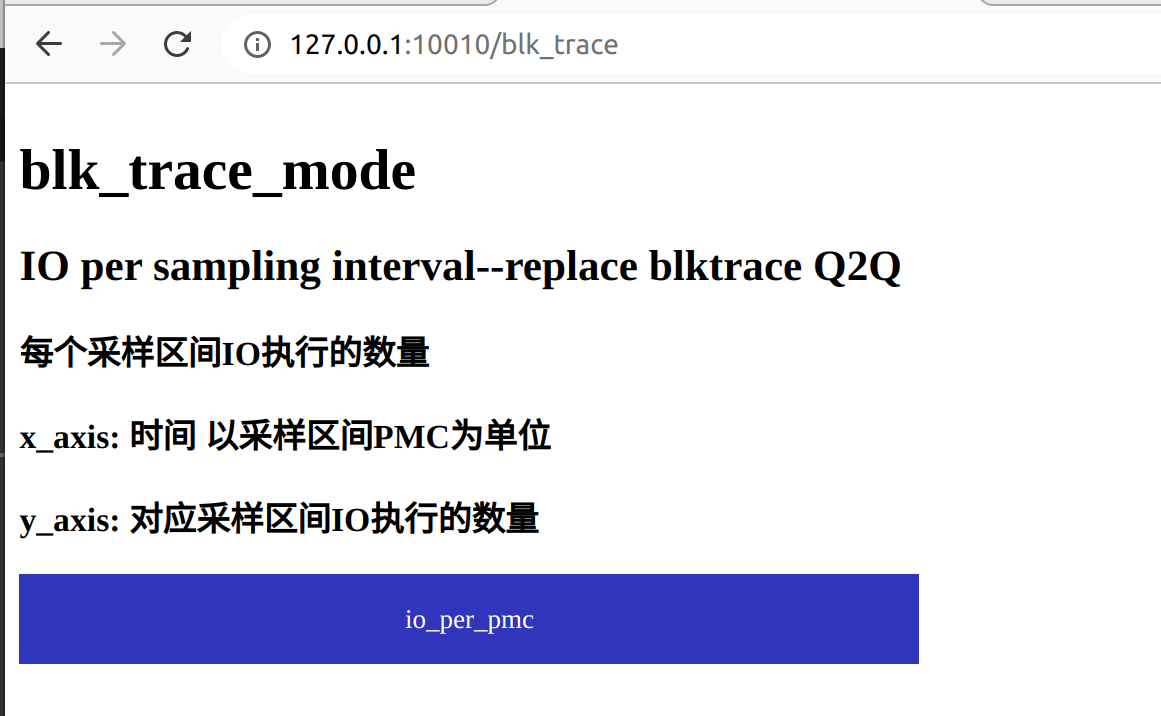 127.0.0.1:10010/blk_trace
blk_trace_mode
IO per sampling interval--replace blktrace Q2Q
每个采样区间IO执行的数量
x_axis: 时间 以采样区间PMC为单位
y_axis: 对应采样区间IO执行的数量
io_per_pmc